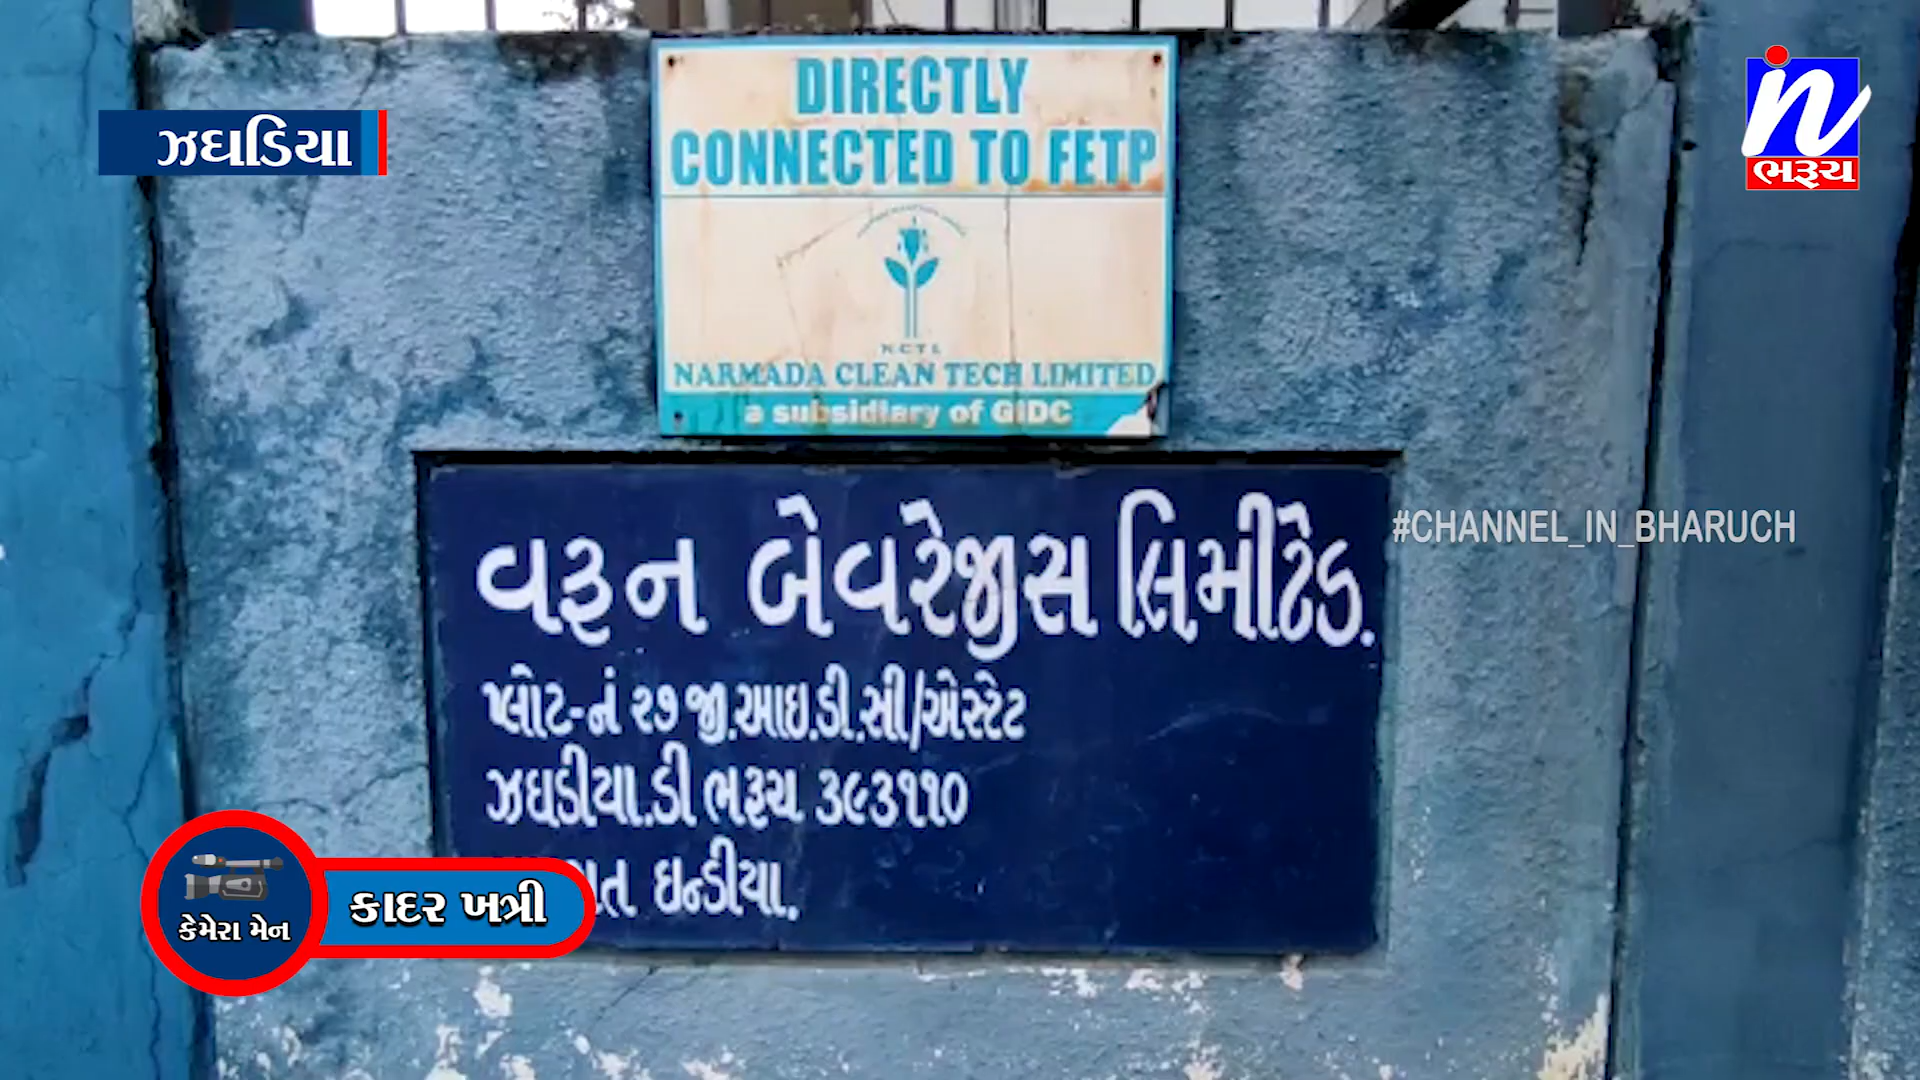 ઝઘડિયા
DIRECTLY
CONNECTED TO FETP
N.C.T.L
NARMADA CLEAN TECH LIMITED
a subsidiary of GIDC
ભરૂચ
#CHANNEL_IN_BHARUCH
વરૂન બેવરેજીસ લિમીટેડ.
પ્લોટ-નં ૨૭ જી.આઇ.ડી.સી/એસ્ટેટ
ઝઘડીયા.ડી ભરૂચ ૩૯૩૧૧૦
ઇન્ડીયા.
કેમેરા મેન
કાદર ખત્રી